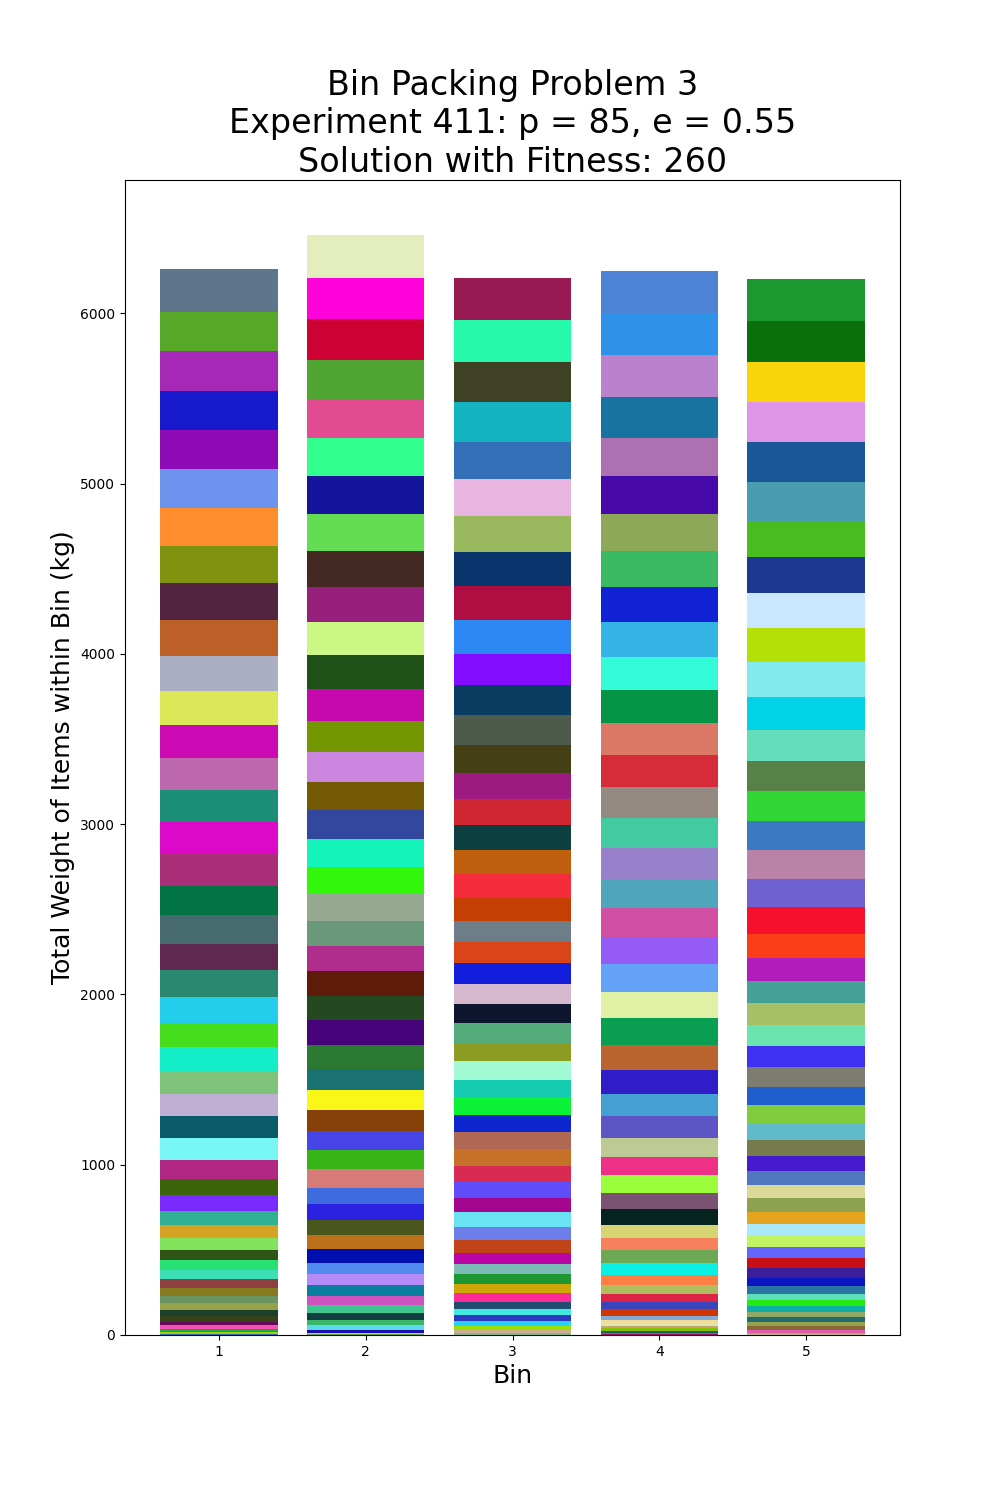 Bin Packing Problem 3
Experiment 411: p = 85, e = 0.55
Solution with Fitness: 260
Total Weight of Items within Bin (kg)
6000
5000
4000
3000
2000
1000
0
1 2 3 4 5
Bin